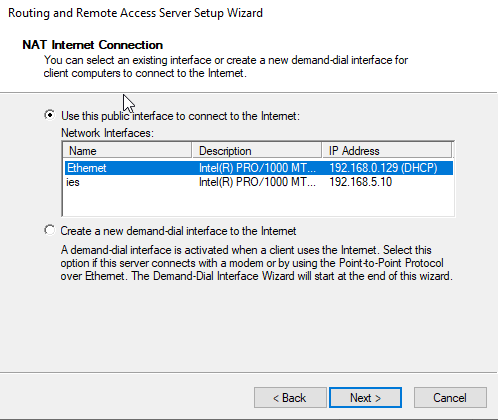 Routing and Remote Access Server Setup Wizard
NAT Internet Connection
You can select an existing interface or create a new demand-dial interface for
client computers to connect to the Internet.
Use this public interface to connect to the Internet:
Network Interfaces:
Name Description IP Address
Ethernet Intel(R) PRO/1000 MT... 192.168.0.129 (DHCP)
ies Intel(R) PRO/1000 MT... 192.168.5.10
Create a new demand-dial interface to the Internet
A demand-dial interface is activated when a client uses the Internet. Select this
option if this server connects with a modem or by using the Point-to-Point Protocol
over Ethernet. The Demand-Dial Interface Wizard will start at the end of this wizard.
< Back Next > Cancel